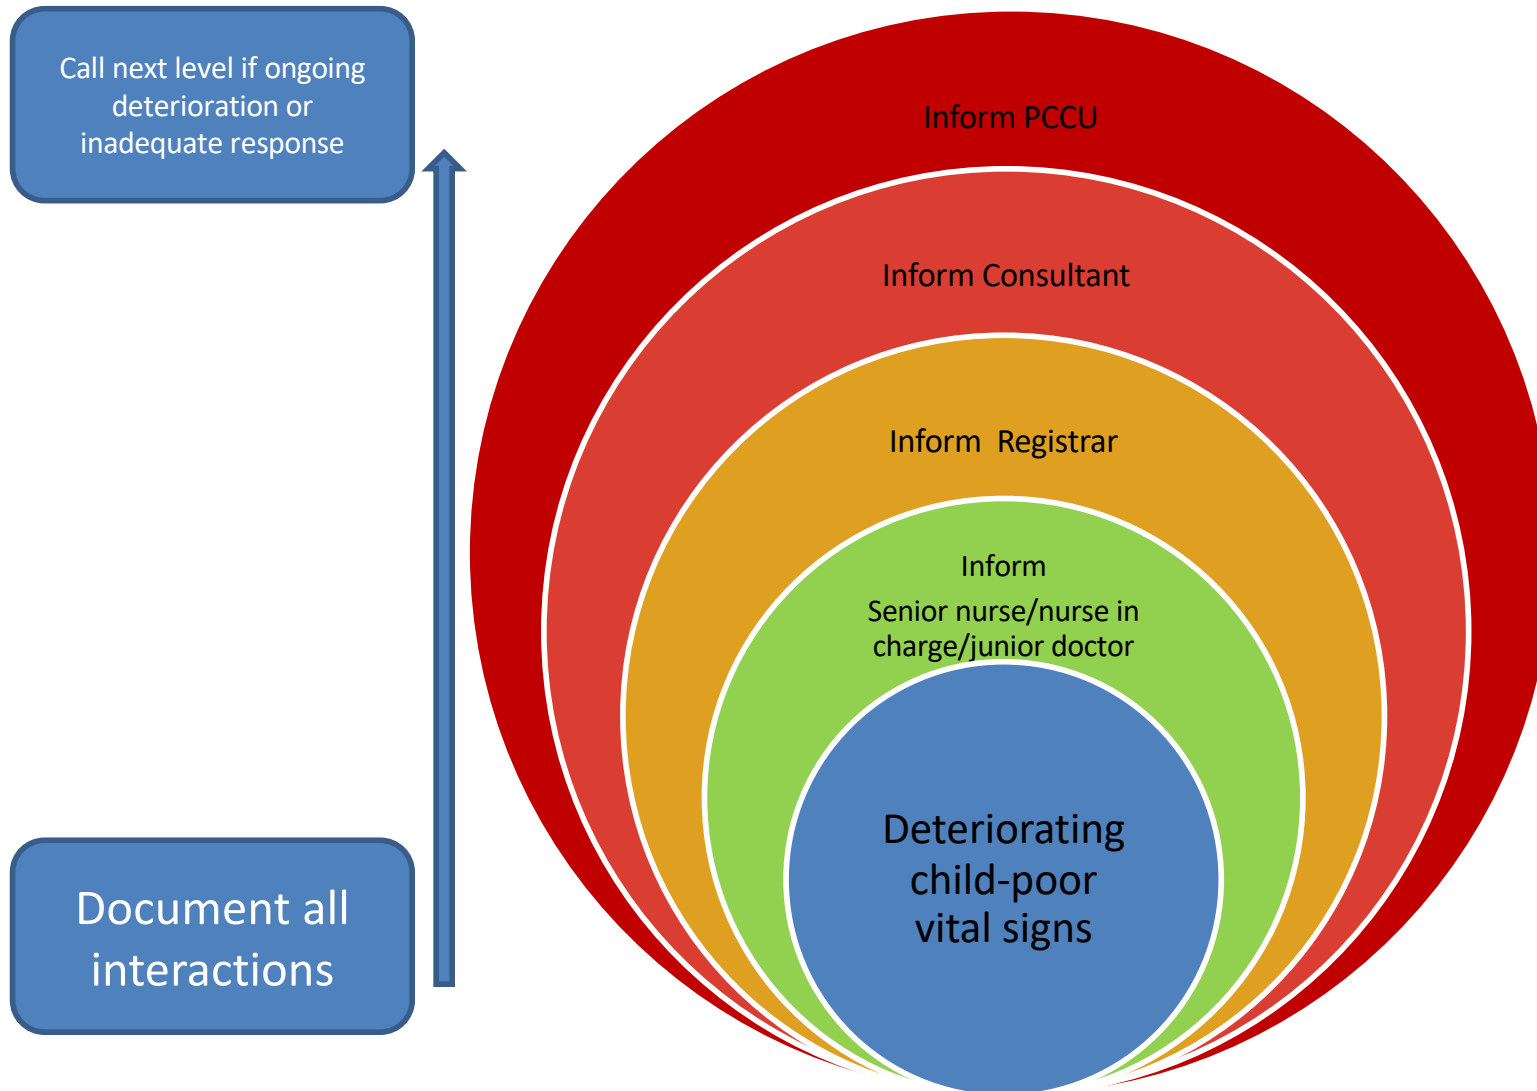 Call next level if ongoing
deterioration or
inadequate response
Document all
interactions
Inform PCCU
Inform Consultant
Inform  Registrar
Inform
Senior nurse/nurse in
charge/junior doctor
Deteriorating
child-poor
vital signs